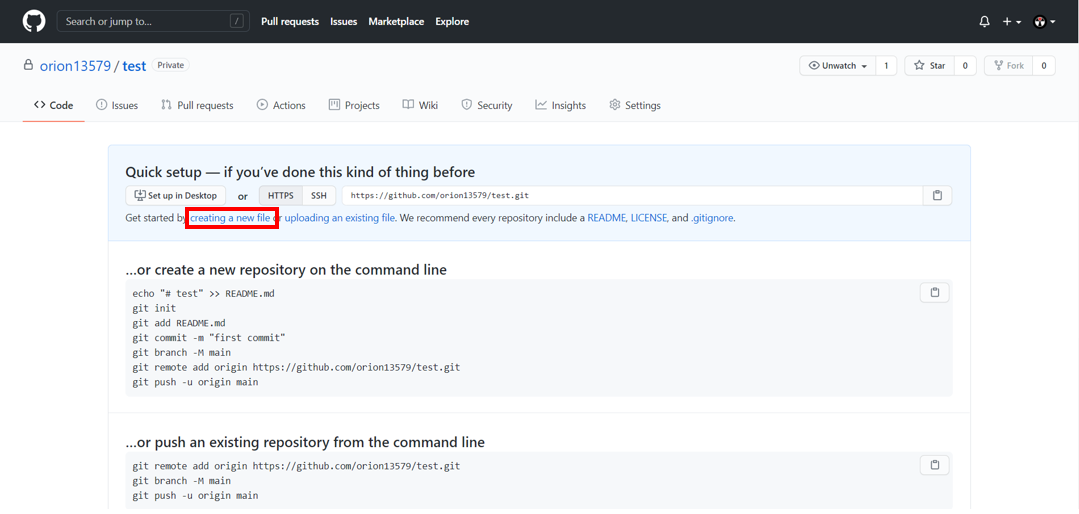 Search or jump to... / Pull requests Issues Marketplace Explore
orion13579 / test Private Unwatch 1 Star 0 Fork 0
Code Issues Pull requests Actions Projects Wiki Security Insights Settings
Quick setup — if you've done this kind of thing before
Set up in Desktop or HTTPS SSH https://github.com/orion13579/test.git
Get started by creating a new file or uploading an existing file. We recommend every repository include a README, LICENSE, and .gitignore.
...or create a new repository on the command line
echo "# test" >> README.md
git init
git add README.md
git commit -m "first commit"
git branch -M main
git remote add origin https://github.com/orion13579/test.git
git push -u origin main
...or push an existing repository from the command line
git remote add origin https://github.com/orion13579/test.git
git branch -M main
git push -u origin main